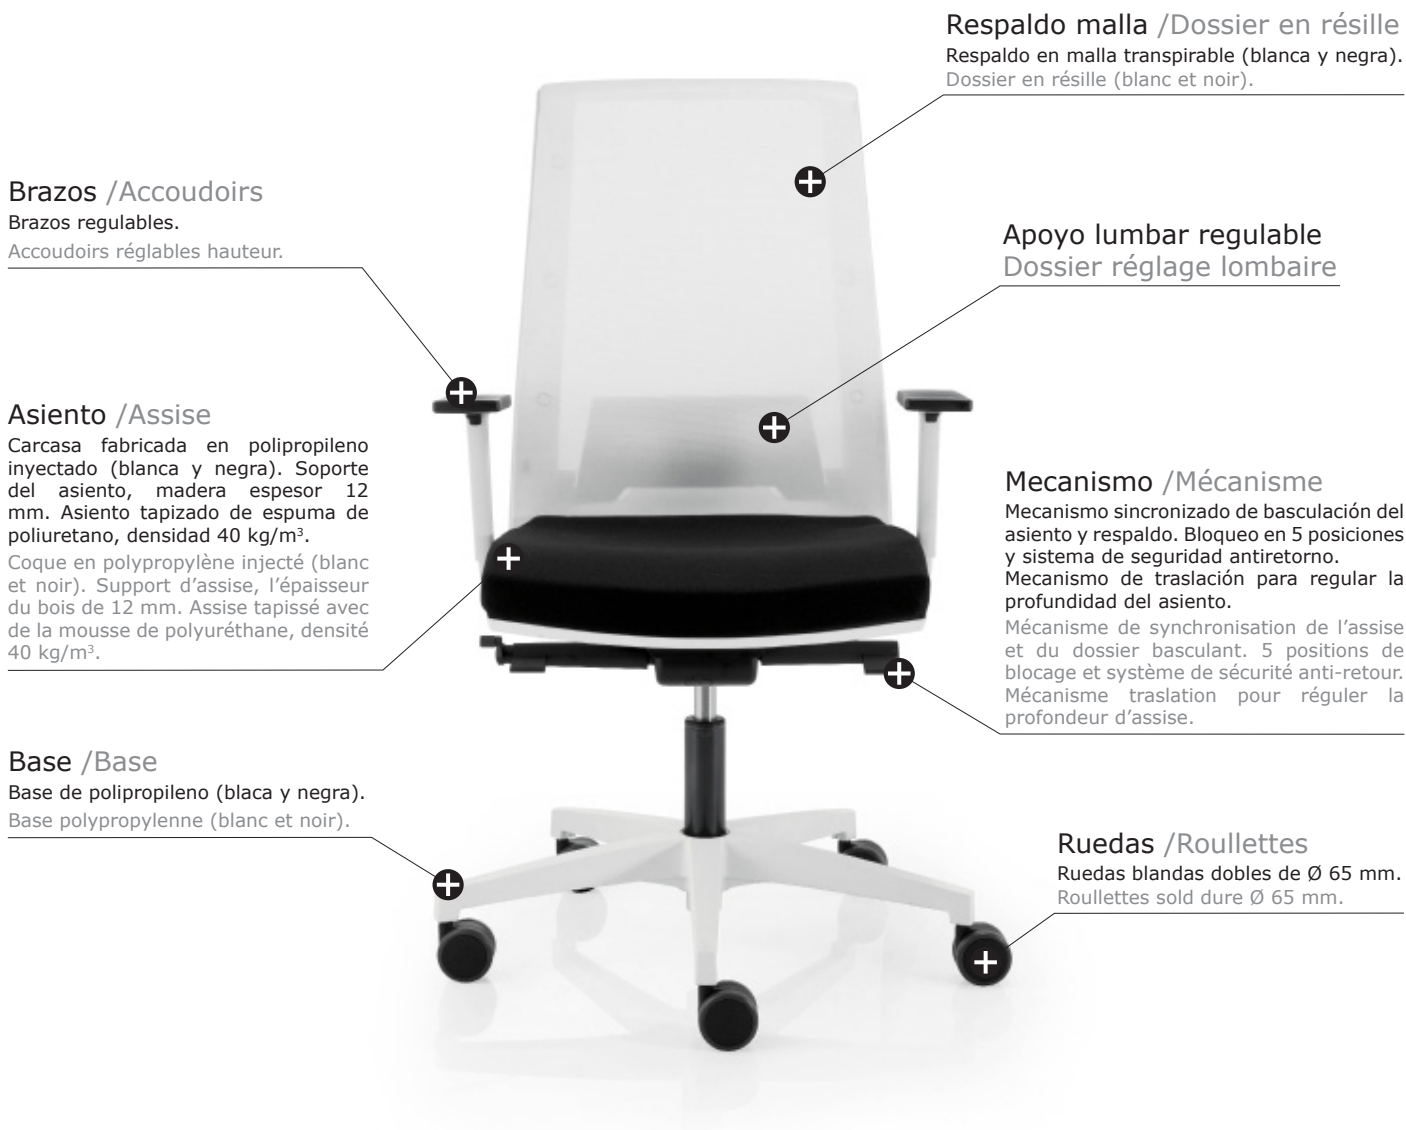 Respaldo malla /Dossier en résille
Respaldo en malla transpirable (blanca y negra).
Dossier en résille (blanc et noir).
Brazos /Accoudoirs
Brazos regulables.
Accoudoirs réglables hauteur.
Apoyo lumbar regulable
Dossier réglage lombaire
Asiento /Assise
Carcasa fabricada en polipropileno
inyectado (blanca y negra). Soporte
del asiento, madera espesor 12
mm. Asiento tapizado de espuma de
poliuretano, densidad 40 kg/m³.
Coque en polypropylène injecté (blanc
et noir). Support d'assise, l'épaisseur
du bois de 12 mm. Assise tapissé avec
de la mousse de polyuréthane, densité
40 kg/m³.
Mecanismo /Mécanisme
Mecanismo sincronizado de basculación del
asiento y respaldo. Bloqueo en 5 posiciones
y sistema de seguridad antiretorno.
Mecanismo de traslación para regular la
profundidad del asiento.
Mécanisme de synchronisation de l'assise
et du dossier basculant. 5 positions de
blocage et système de sécurité anti-retour.
Mécanisme traslation pour réguler la
profondeur d'assise.
Base /Base
Base de polipropileno (blaca y negra).
Base polypropylenne (blanc et noir).
Ruedas /Roullettes
Ruedas blandas dobles de Ø 65 mm.
Roullettes sold dure Ø 65 mm.